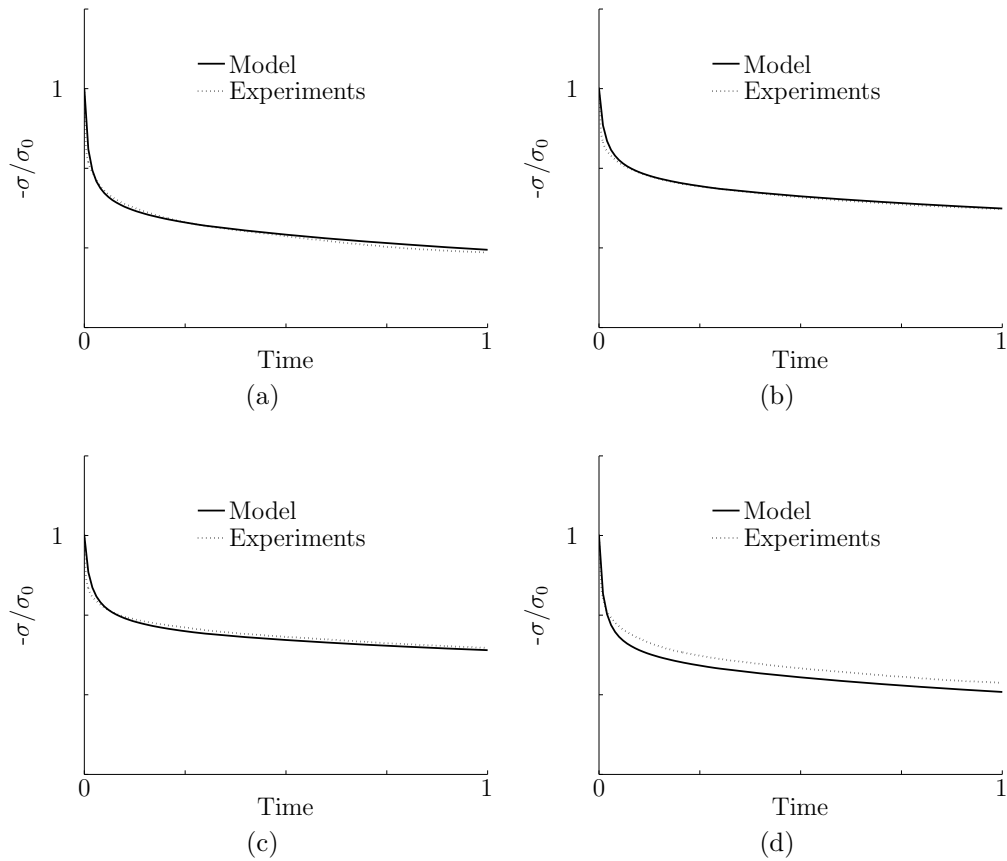 Model
Experiments
1
-σ/σ0
0
1
Time
(a)
Model
Experiments
1
-σ/σ0
0
1
Time
(b)
Model
Experiments
1
-σ/σ0
0
1
Time
(c)
Model
Experiments
1
-σ/σ0
0
1
Time
(d)